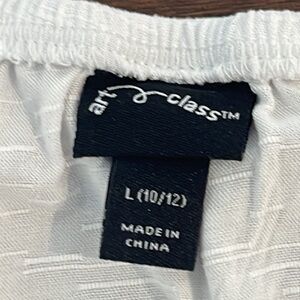 art class™
L (10/12)
MADE IN
CHINA